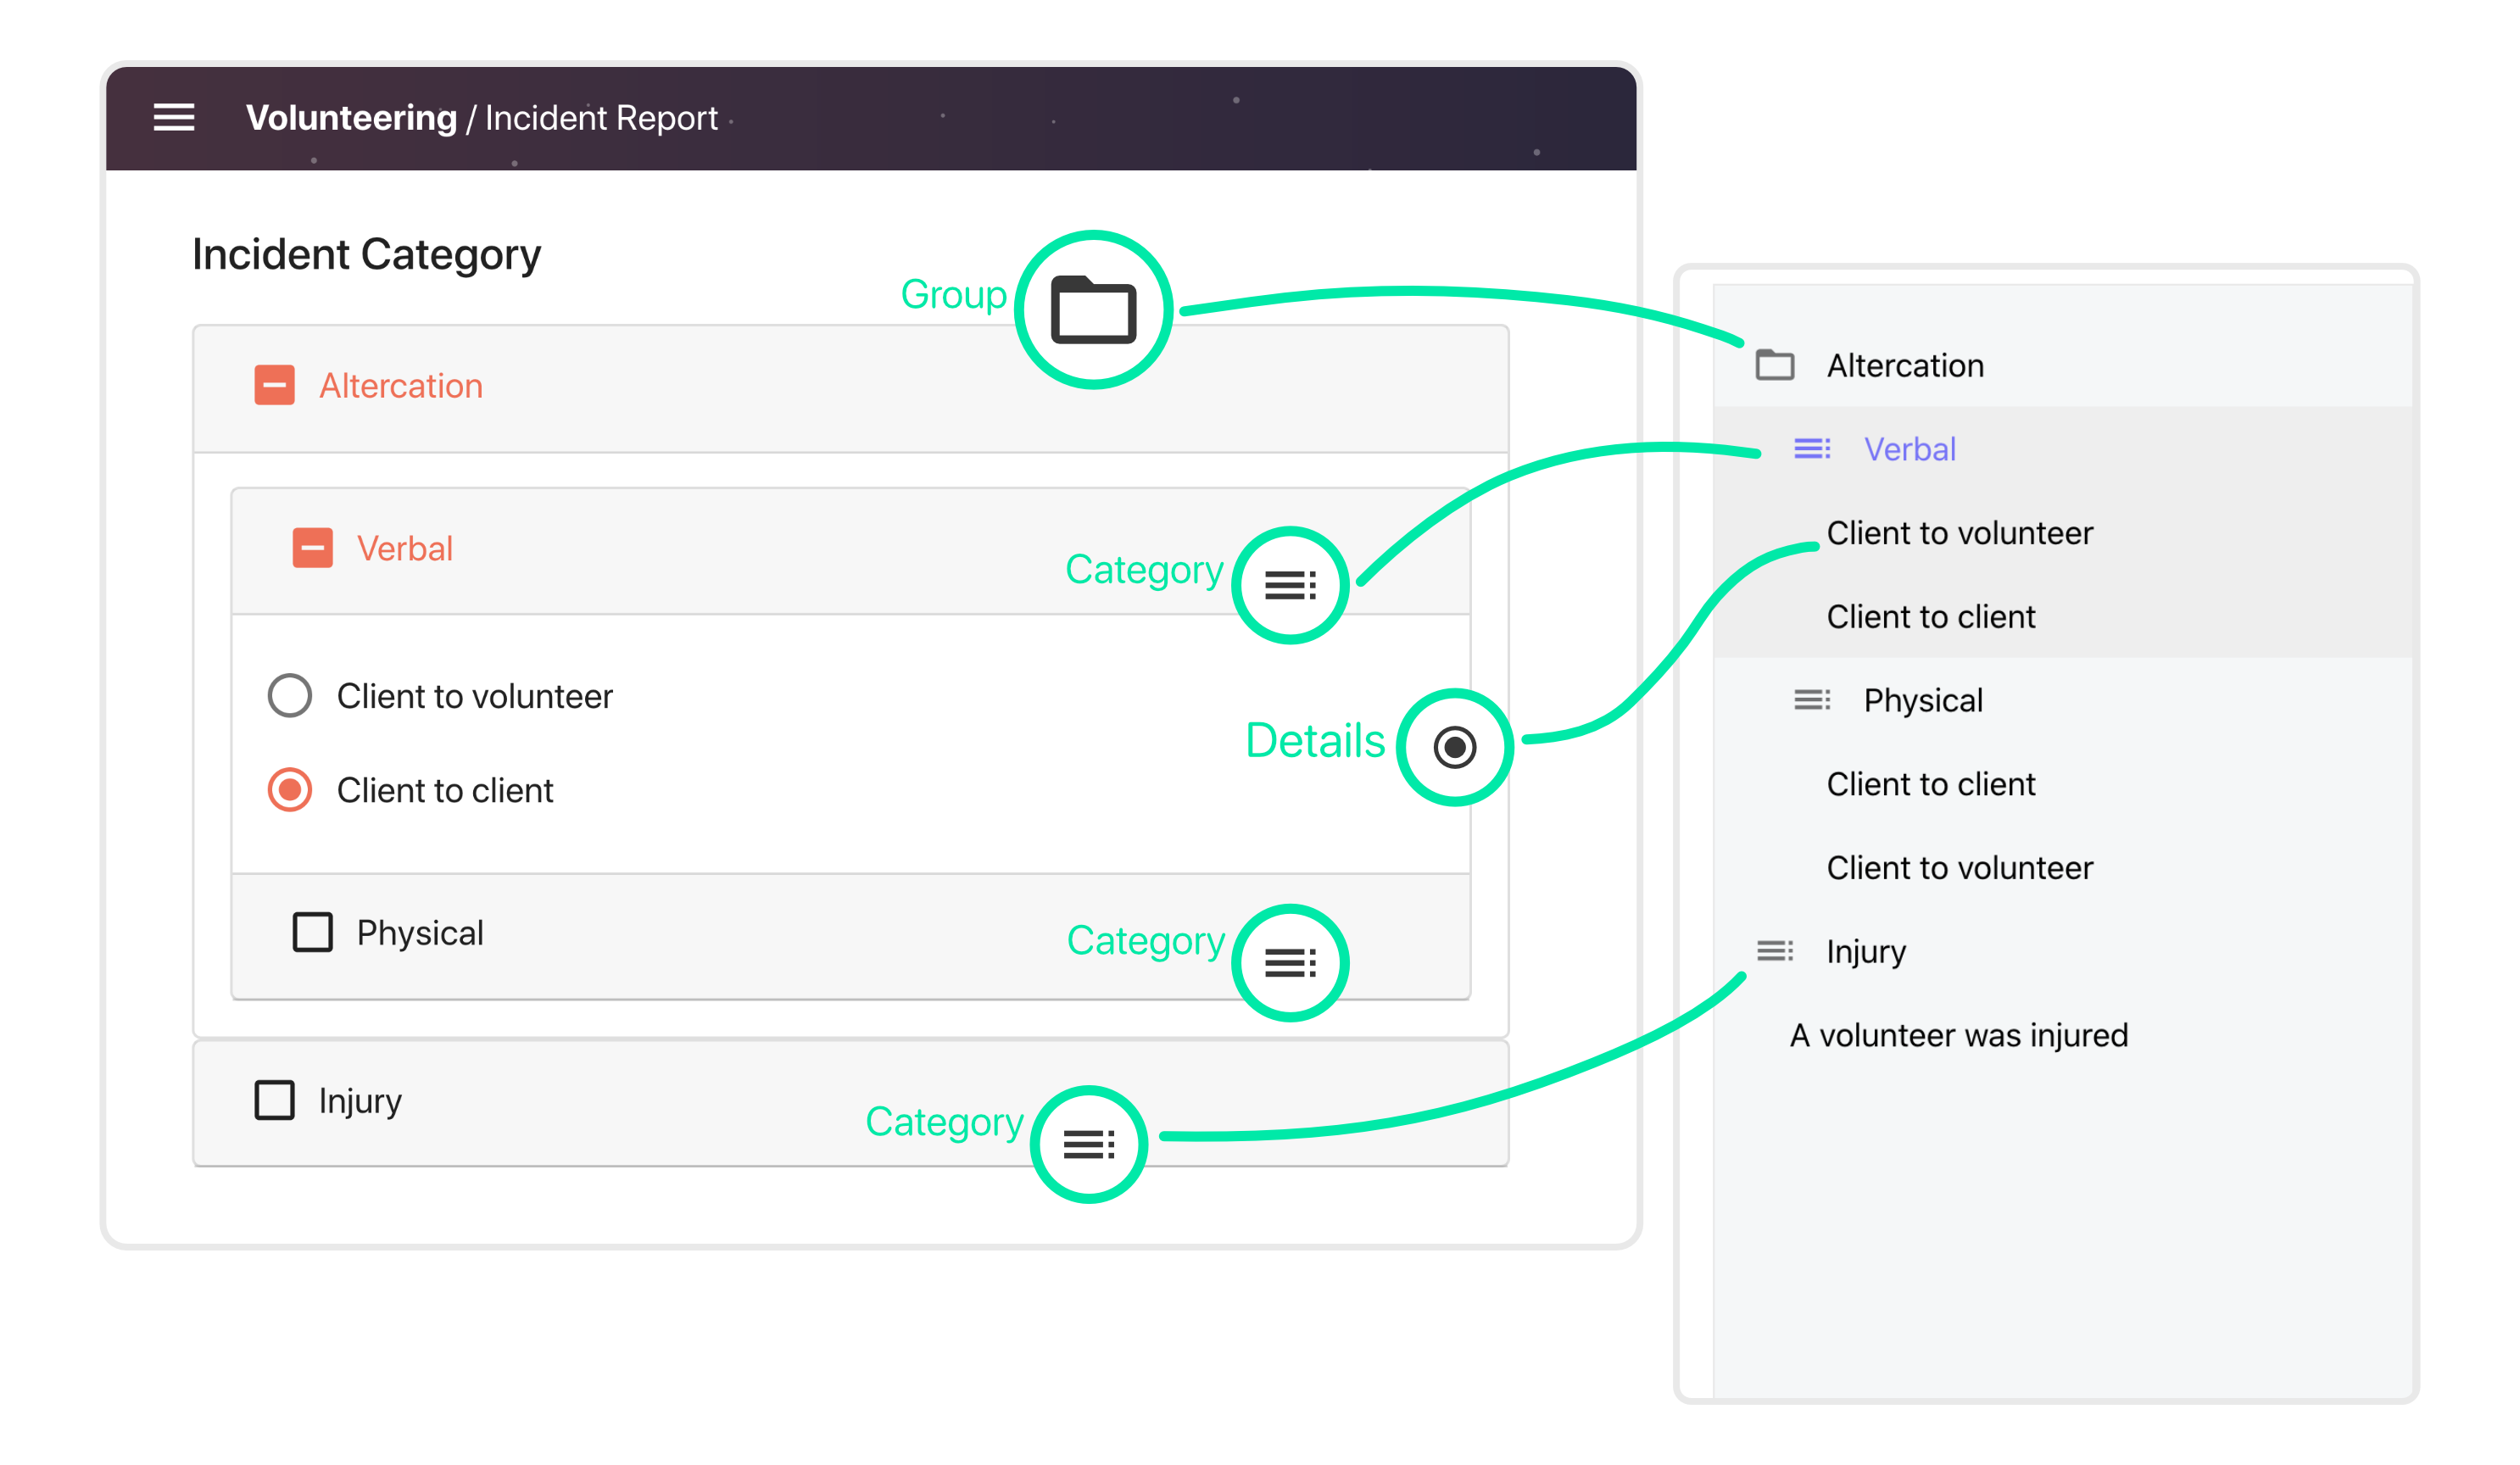 Volunteering / Incident Report
Incident Category
Group
Altercation
Verbal
Category
Client to volunteer
Details
Client to client
Physical
Category
Injury
Category
Altercation
Verbal
Client to volunteer
Client to client
Physical
Client to client
Client to volunteer
Injury
A volunteer was injured